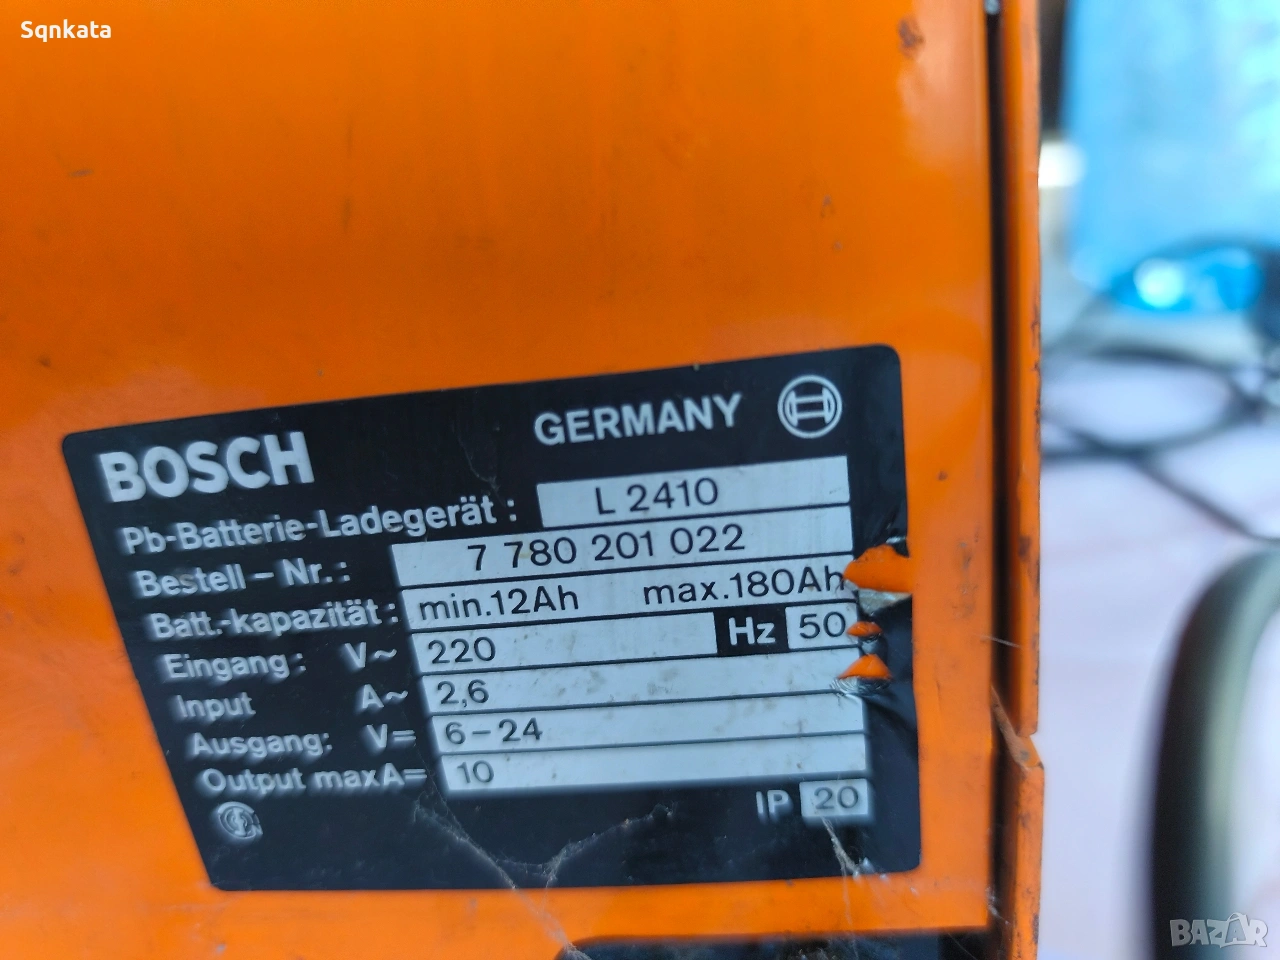 Sqnkata
BOSCH GERMANY
Pb-Batterie-Ladegerät: L 2410
Bestell-Nr.: 7 780 201 022
Batt.-kapazität: min.12Ah max.180Ah
Eingang: V~ 220 Hz 50
Input A~ 2,6
Ausgang: V= 6-24
Output maxA= 10
IP 20
BAZAR